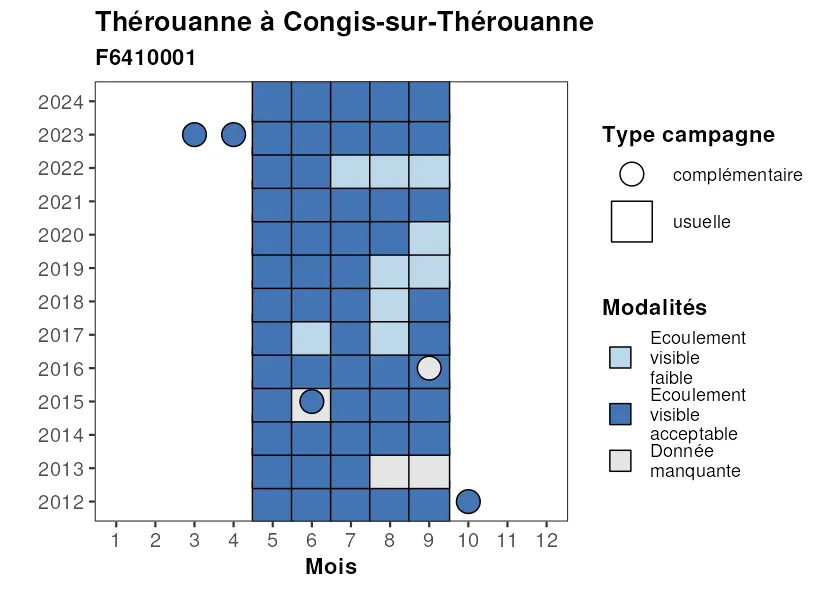 Thérouanne à Congis-sur-Thérouanne
F6410001
2024
2023
2022
2021
2020
2019
2018
2017
2016
2015
2014
2013
2012
1 2 3 4 5 6 7 8 9 10 11 12
Mois
Type campagne
complémentaire
usuelle
Modalités
Ecoulement
visible
faible
Ecoulement
visible
acceptable
Donnée
manquante